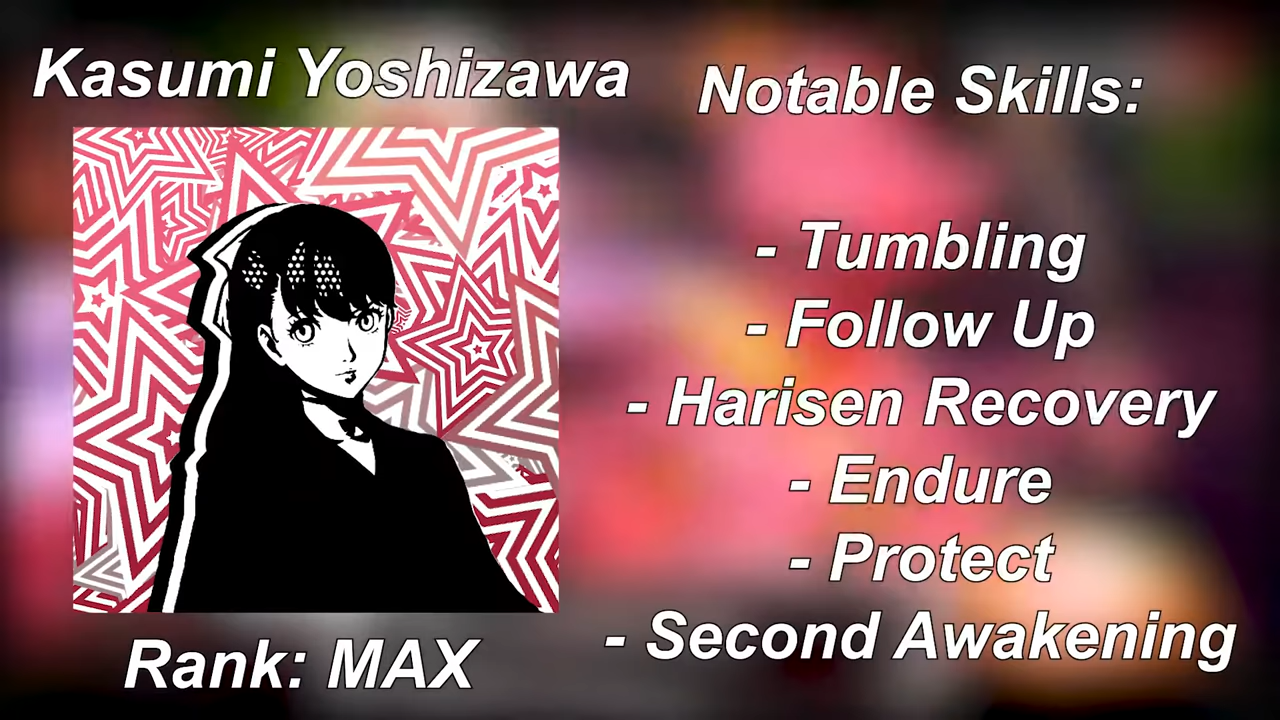 Kasumi Yoshizawa
Rank: MAX
Notable Skills:
- Tumbling
- Follow Up
- Harisen Recovery
- Endure
- Protect
- Second Awakening